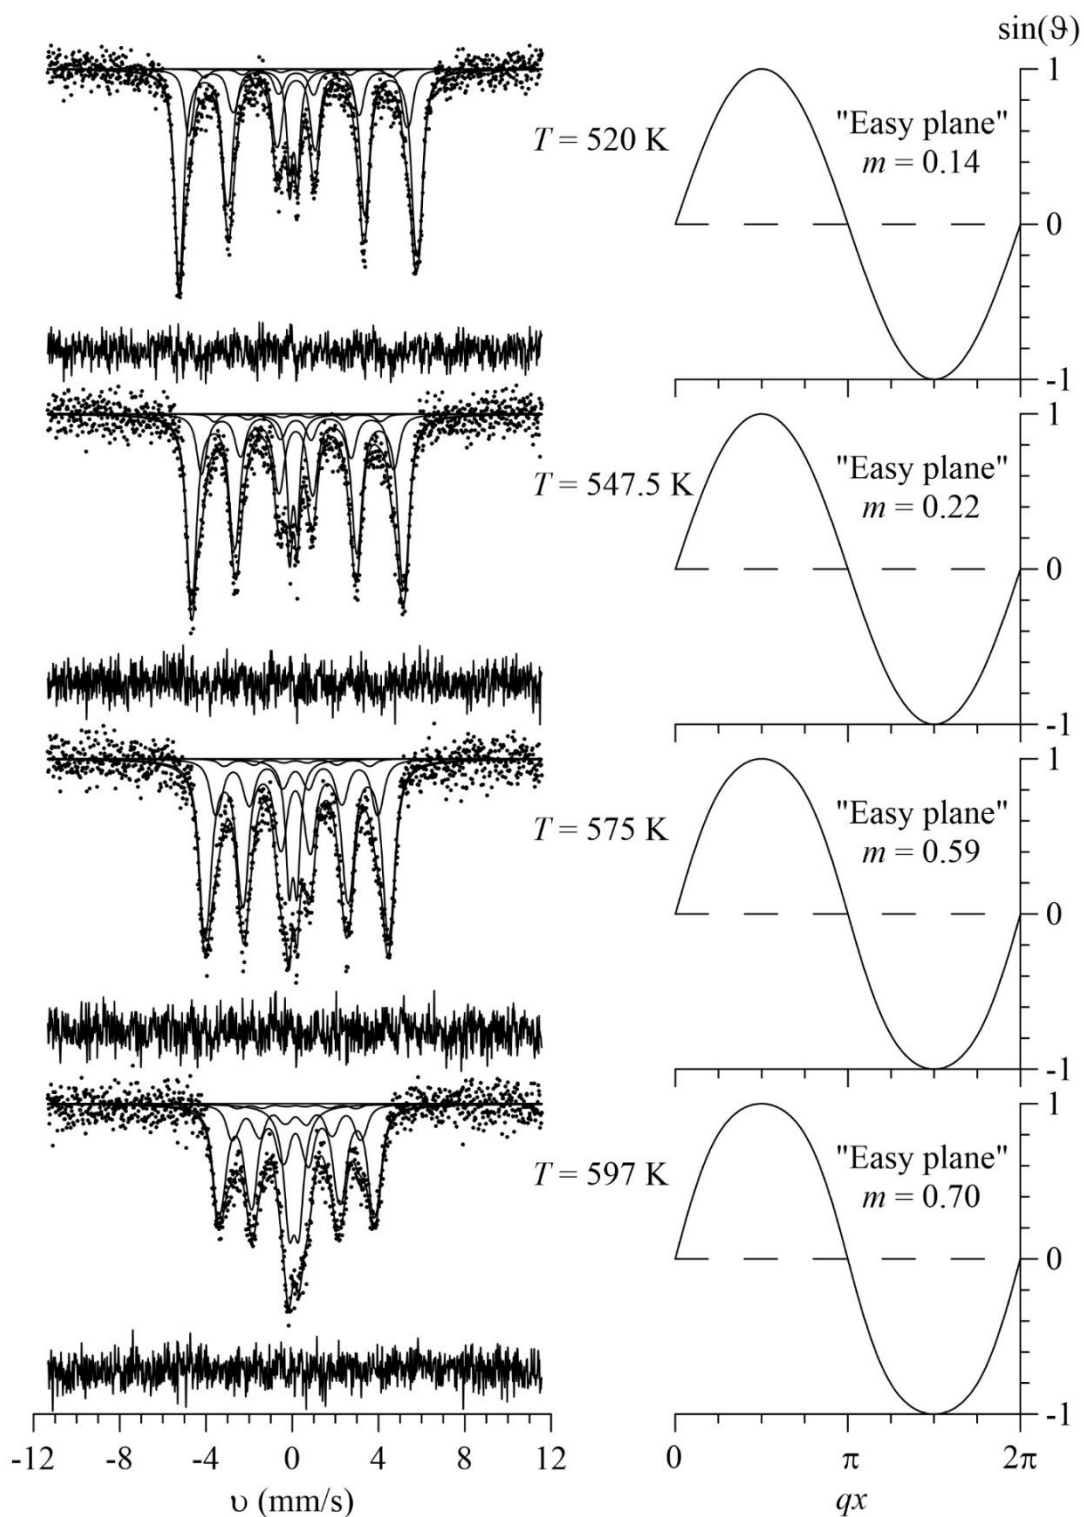 sin(ϑ)
1
"Easy plane"
T = 520 K
m = 0.14
0
-1
1
"Easy plane"
T = 547.5 K
m = 0.22
0
-1
1
"Easy plane"
T = 575 K
m = 0.59
0
-1
1
"Easy plane"
T = 597 K
m = 0.70
0
-1
-12 -4 0 4 8 12 0 π 2π
υ (mm/s) qx